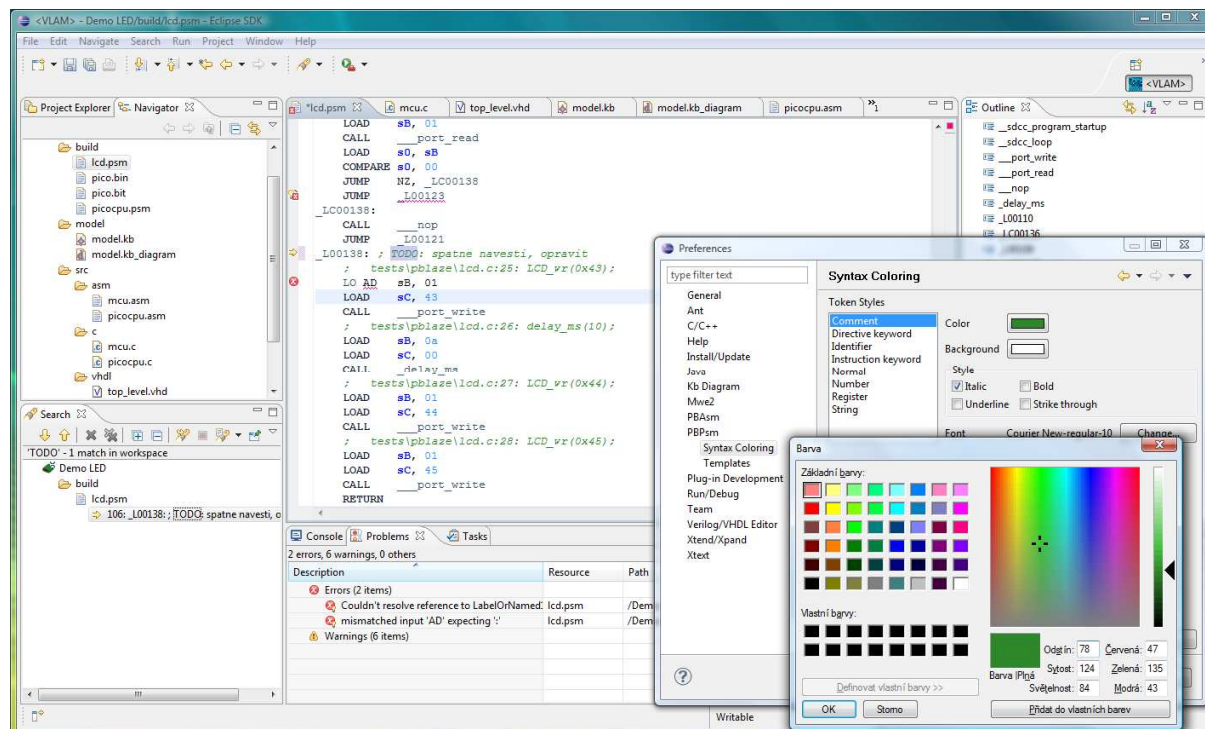 <VLAM> - Demo LED/build/lcd.psm - Eclipse SDK
File Edit Navigate Search Run Project Window Help
<VLAM>
Project Explorer Navigator
build
lcd.psm
pico.bin
pico.bit
picocpu.psm
model
model.kb
model.kb_diagram
src
asm
mcu.asm
picocpu.asm
c
mcu.c
picocpu.c
vhdl
top_level.vhd
Search
'TODO' - 1 match in workspace
Demo LED
build
lcd.psm
106: _L00138: ; TODO: spatne navesti, o
*lcd.psm mcu.c top_level.vhd model.kb model.kb_diagram picocpu.asm »1
LOAD sB, 01
CALL ___port_read
LOAD s0, sB
COMPARE s0, 00
JUMP NZ, _LC00138
JUMP _L00123
_LC00138:
CALL ___nop
JUMP _L00121
_L00138: ; TODO: spatne navesti, opravit
; tests\pblaze\lcd.c:25: LCD_wr(0x43);
LO AD sB, 01
LOAD sC, 43
CALL ___port_write
; tests\pblaze\lcd.c:26: delay_ms(10);
LOAD sB, 0a
LOAD sC, 00
CALL _delay_ms
; tests\pblaze\lcd.c:27: LCD_wr(0x44);
LOAD sB, 01
LOAD sC, 44
CALL ___port_write
; tests\pblaze\lcd.c:28: LCD_wr(0x45);
LOAD sB, 01
LOAD sC, 45
CALL ___port_write
RETURN
Outline
__sdcc_program_startup
__sdcc_loop
___port_write
___port_read
___nop
_delay_ms
_L00110
_LC00136
Console Problems Tasks
2 errors, 6 warnings, 0 others
Description Resource Path
Errors (2 items)
Couldn't resolve reference to LabelOrNamed lcd.psm /Dem
mismatched input 'AD' expecting ':' lcd.psm /Dem
Warnings (6 items)
Writable
Preferences
type filter text
General
Ant
C/C++
Help
Install/Update
Java
Kb Diagram
Mwe2
PBAsm
PBPsm
Syntax Coloring
Templates
Plug-in Development
Run/Debug
Team
Verilog/VHDL Editor
Xtend/Xpand
Xtext
Syntax Coloring
Token Styles
Comment
Directive keyword
Identifier
Instruction keyword
Normal
Number
Register
String
Color
Background
Style
Italic Bold
Underline Strike through
Font Courier New-regular-10 Change...
Barva
Základní barvy:
Vlastní barvy:
Definovat vlastní barvy >>
OK Storno
Barva|Plná
Odstín: 78 Červená: 47
Sytost: 124 Zelená: 135
Světelnost: 84 Modrá: 43
Přidat do vlastních barev